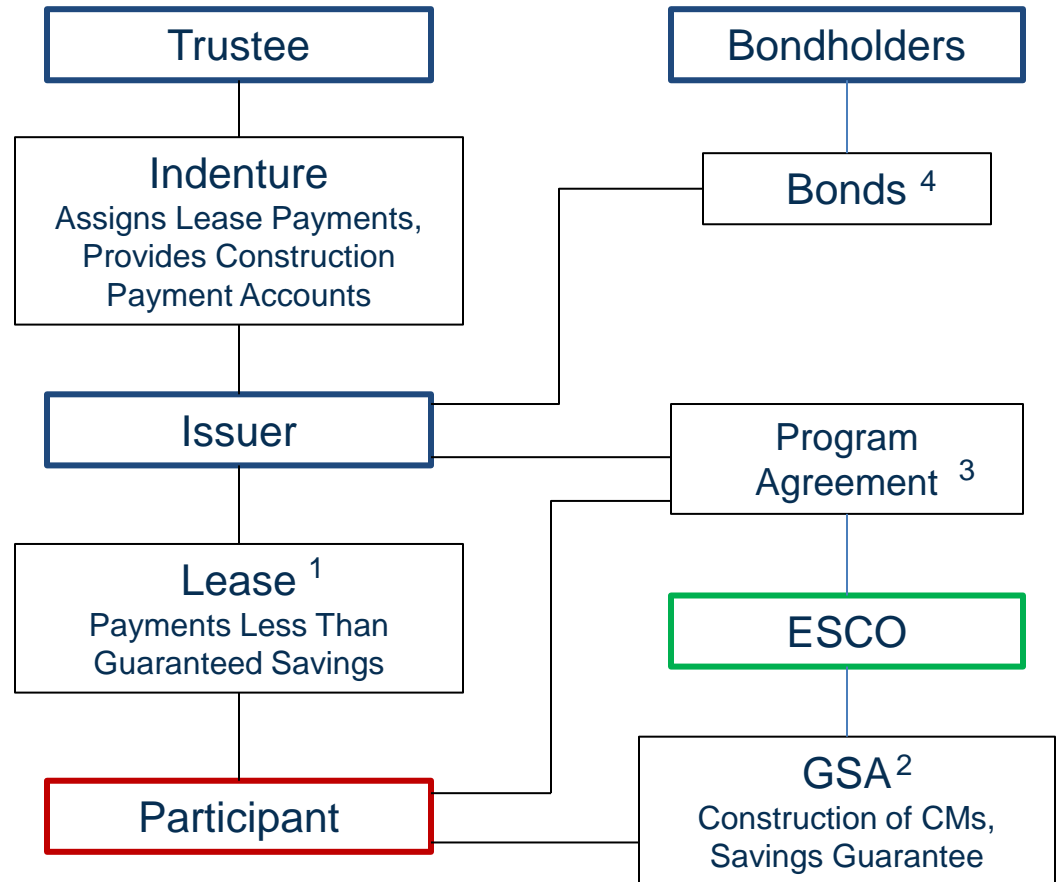 Trustee
Bondholders
Indenture
Assigns Lease Payments,
Provides Construction
Payment Accounts
Bonds 4
Issuer
Program
Agreement 3
Lease 1
Payments Less Than
Guaranteed Savings
ESCO
Participant
GSA 2
Construction of CMs,
Savings Guarantee